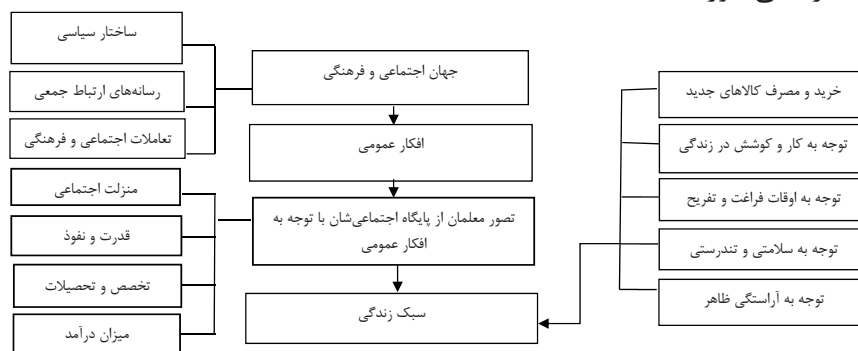 ساختار سیاسی
رسانه‌های ارتباط جمعی
تعاملات اجتماعی و فرهنگی
منزلت اجتماعی
قدرت و نفوذ
تخصص و تحصیلات
میزان درآمد
جهان اجتماعی و فرهنگی
افکار عمومی
تصور معلمان از پایگاه اجتماعی‌شان با توجه به
افکار عمومی
سبک زندگی
خرید و مصرف کالاهای جدید
توجه به کار و کوشش در زندگی
توجه به اوقات فراغت و تفریح
توجه به سلامتی و تندرستی
توجه به آراستگی ظاهر